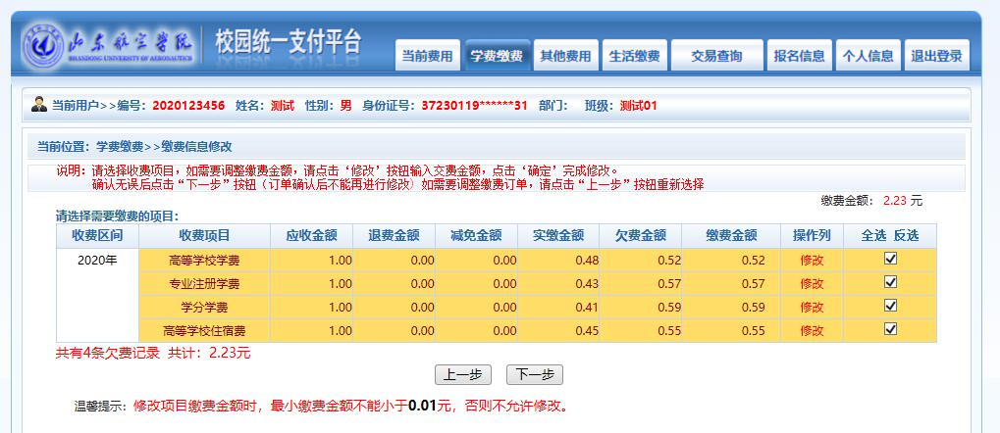 山东航空学院
SHANDONG UNIVERSITY OF AERONAUTICS
校园统一支付平台
当前费用 学费缴费 其他费用 生活缴费 交易查询 报名信息 个人信息 退出登录
当前用户>>编号：2020123456 姓名：测试 性别：男 身份证号：37230119******31 部门： 班级：测试01
当前位置：学费缴费>>缴费信息修改
说明：请选择收费项目，如需要调整缴费金额，请点击‘修改’按钮输入交费金额，点击‘确定’完成修改。
确认无误后点击“下一步”按钮（订单确认后不能再进行修改）如需要调整缴费订单，请点击“上一步”按钮重新选择
缴费金额： 2.23 元
请选择需要缴费的项目：
收费区间 收费项目 应收金额 退费金额 减免金额 实缴金额 欠费金额 缴费金额 操作列 全选 反选
2020年 高等学校学费 1.00 0.00 0.00 0.48 0.52 0.52 修改
专业注册学费 1.00 0.00 0.00 0.43 0.57 0.57 修改
学分学费 1.00 0.00 0.00 0.41 0.59 0.59 修改
高等学校住宿费 1.00 0.00 0.00 0.45 0.55 0.55 修改
共有4条欠费记录 共计：2.23元
上一步 下一步
温馨提示：修改项目缴费金额时，最小缴费金额不能小于0.01元，否则不允许修改。